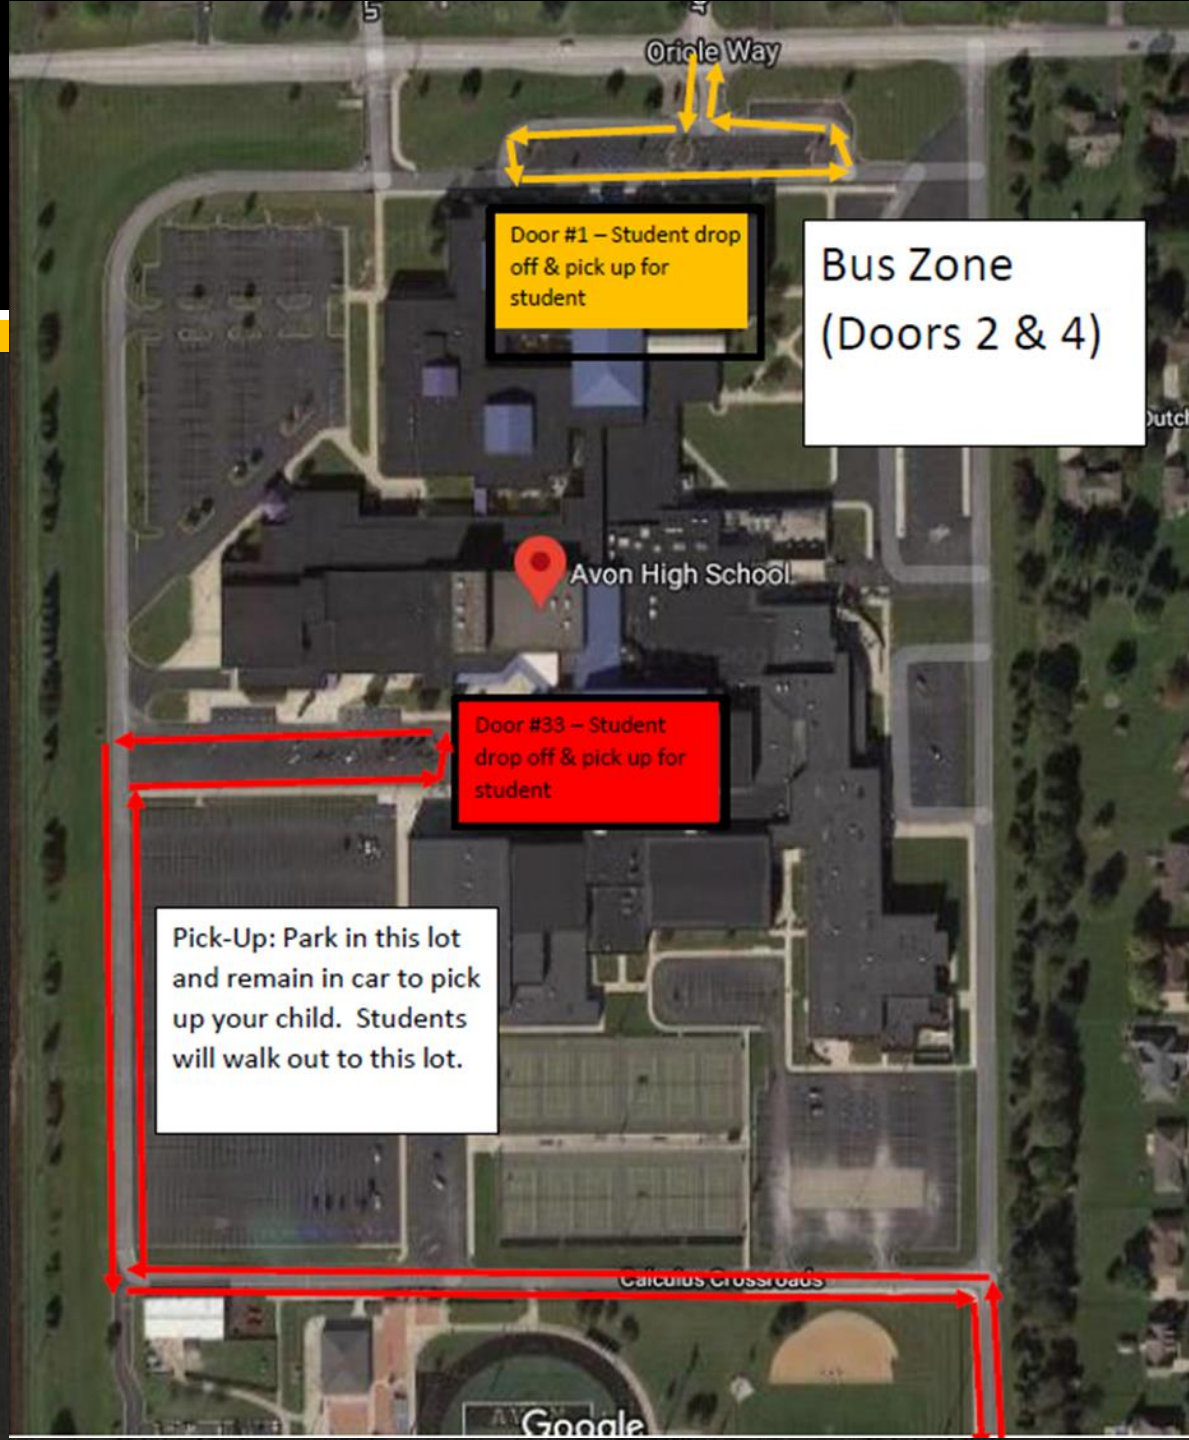 5
Oriole Way
Door #1 – Student drop
off & pick up for
student
Bus Zone
(Doors 2 & 4)
Avon High School
Door #33 – Student
drop off & pick up for
student
Pick-Up: Park in this lot
and remain in car to pick
up your child. Students
will walk out to this lot.
Calculus Crossroads
Google